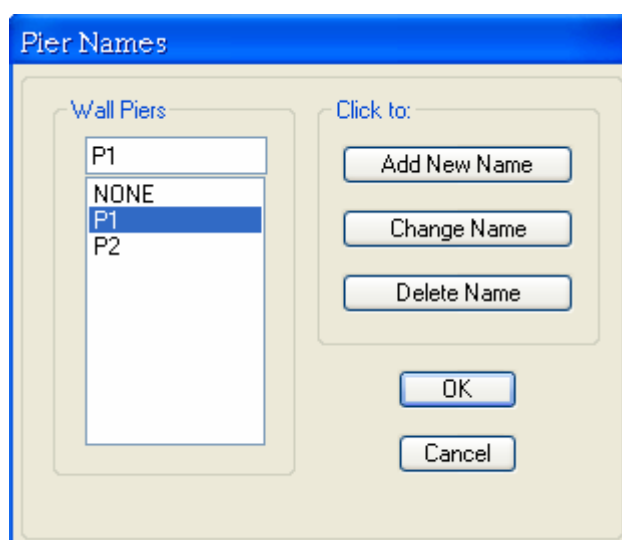 Pier Names
Wall Piers
P1
NONE
P1
P2
Click to:
Add New Name
Change Name
Delete Name
OK
Cancel